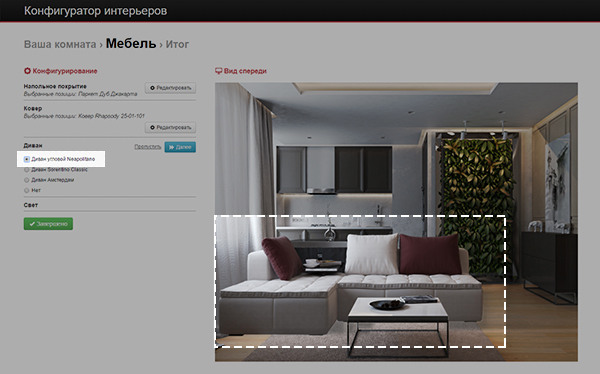 Конфигуратор интерьеров
Ваша комната › Мебель › Итог
Конфигурирование
Напольное покрытие
Выбранные позиции: Паркет Дуб Джакарта
Редактировать
Ковер
Выбранные позиции: Ковер Rhapsody 25-01-101
Редактировать
Диван
Пропустить
Далее
Диван угловой Neapolitano
Диван Sorentino Classic
Диван Амстердам
Нет
Свет
Завершено
Вид спереди